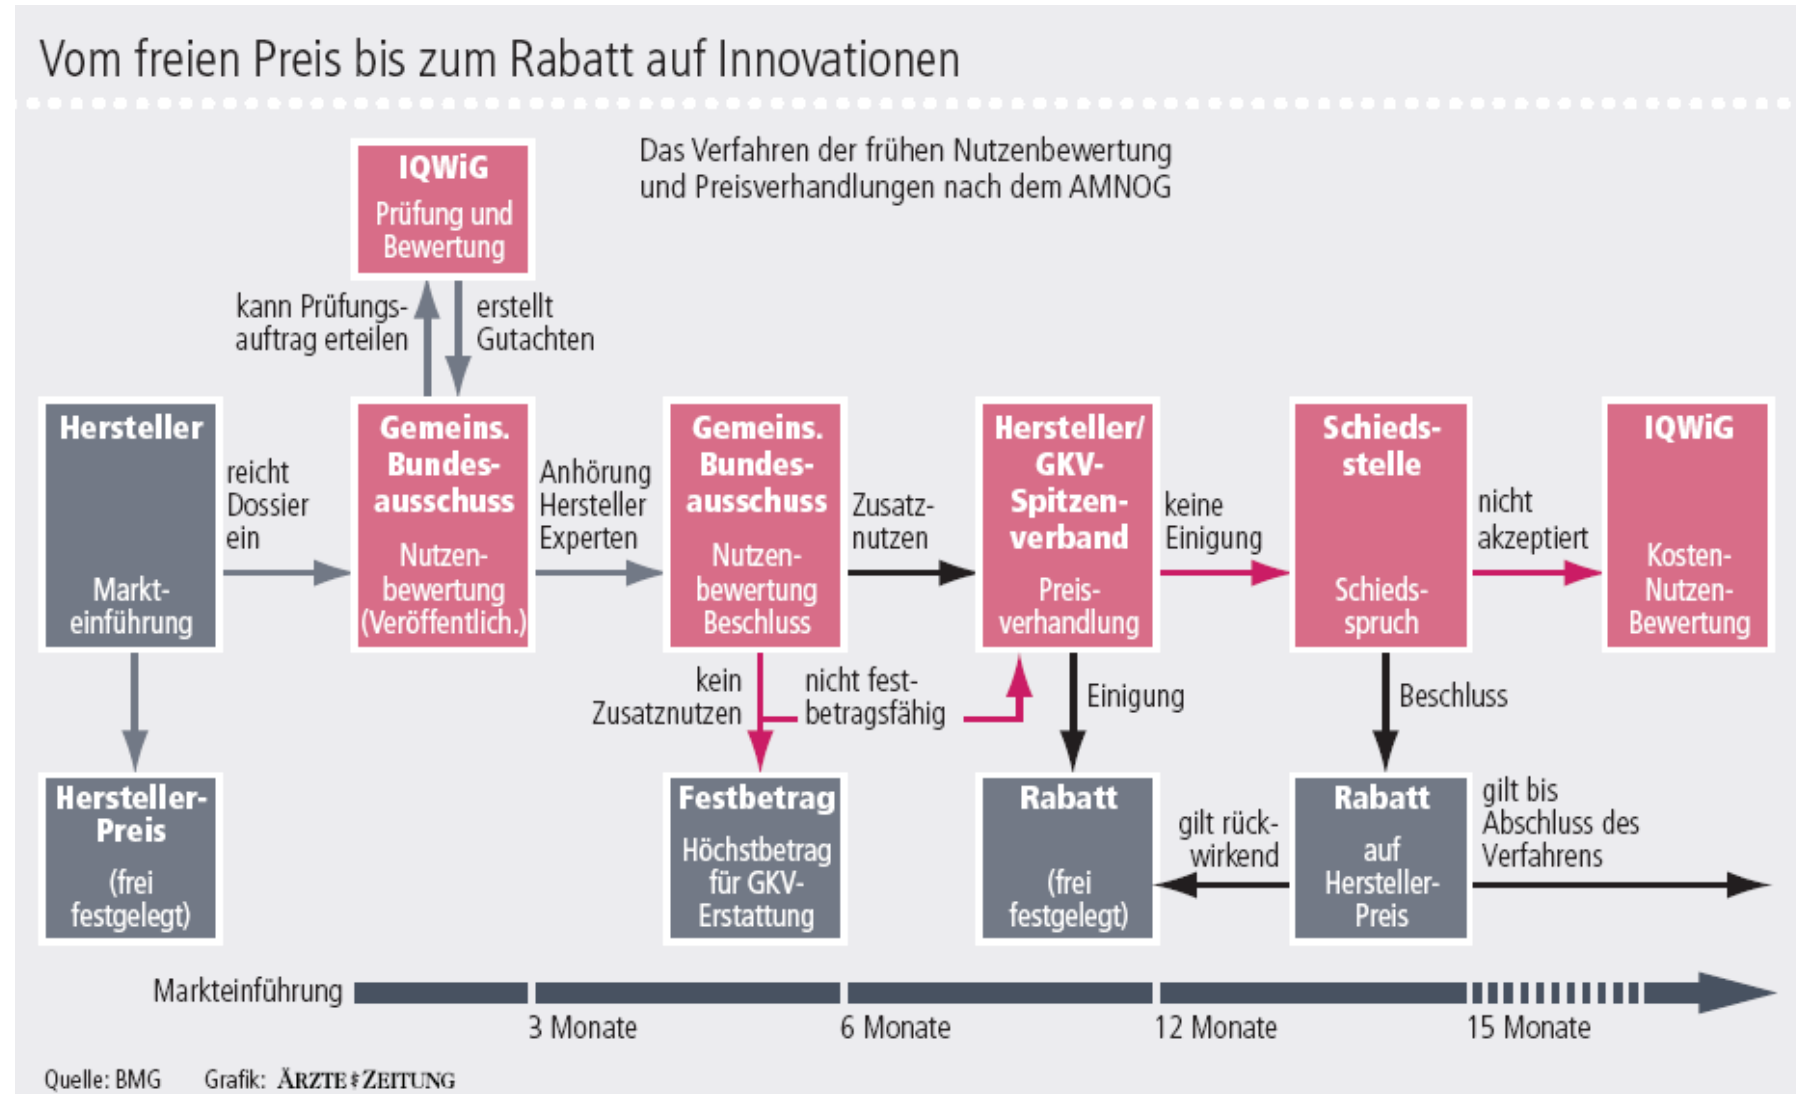 Vom freien Preis bis zum Rabatt auf Innovationen
Das Verfahren der frühen Nutzenbewertung
und Preisverhandlungen nach dem AMNOG
IQWiG
Prüfung und
Bewertung
kann Prüfungs-
auftrag erteilen
erstellt
Gutachten
Hersteller
Markt-
einführung
reicht
Dossier
ein
Gemeins.
Bundes-
ausschuss
Nutzen-
bewertung
(Veröffentlich.)
Anhörung
Hersteller
Experten
Gemeins.
Bundes-
ausschuss
Nutzen-
bewertung
Beschluss
Zusatz-
nutzen
Hersteller/
GKV-
Spitzen-
verband
Preis-
verhandlung
keine
Einigung
Schieds-
stelle
Schieds-
spruch
nicht
akzeptiert
IQWiG
Kosten-
Nutzen-
Bewertung
kein
Zusatznutzen
nicht fest-
betragsfähig
Einigung
Beschluss
Hersteller-
Preis
(frei
festgelegt)
Festbetrag
Höchstbetrag
für GKV-
Erstattung
Rabatt
(frei
festgelegt)
gilt rück-
wirkend
Rabatt
auf
Hersteller-
Preis
gilt bis
Abschluss des
Verfahrens
Markteinführung
3 Monate
6 Monate
12 Monate
15 Monate
Quelle: BMG
Grafik: ÄRZTE ZEITUNG